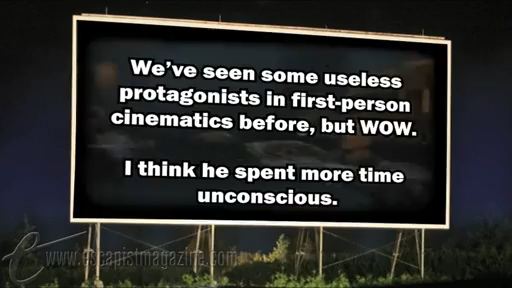 We've seen some useless
protagonists in first-person
cinematics before, but WOW.
I think he spent more time
unconscious.
www.escapistmagazine.com